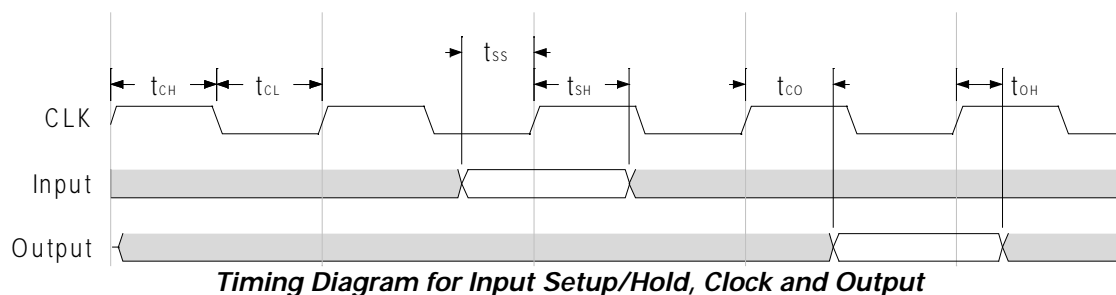 tSS
tCH tCL tSH tCO tOH
CLK
Input
Output
Timing Diagram for Input Setup/Hold, Clock and Output